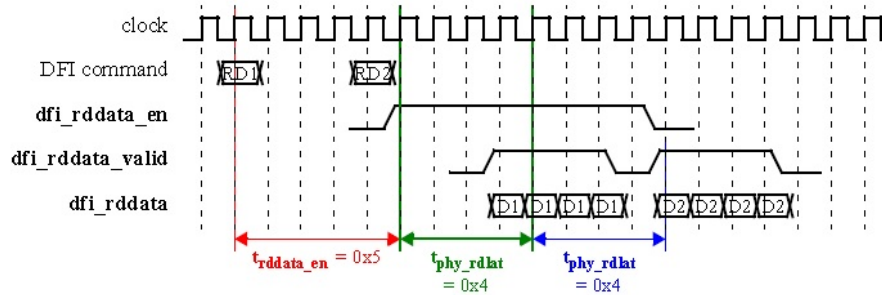 clock
DFI command RD1 RD2
dfi_rddata_en
dfi_rddata_valid
dfi_rddata D1 D1 D1 D1 D2 D2 D2 D2
trddata_en = 0x5 tphy_rdlat tphy_rdlat
= 0x4 = 0x4